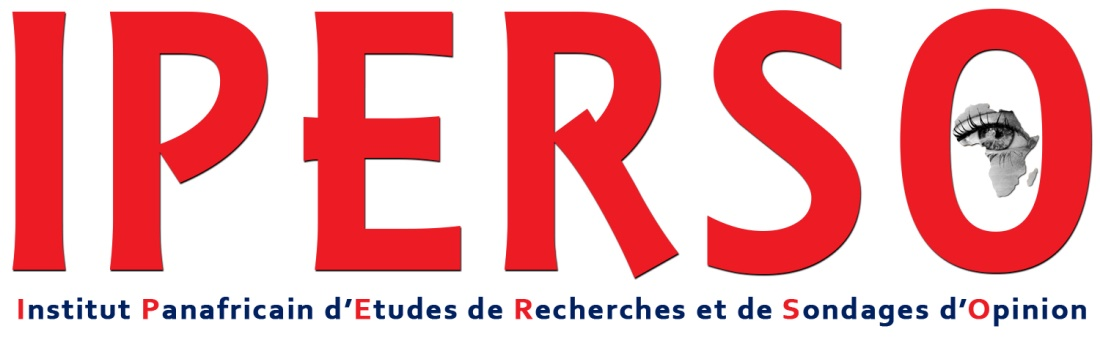 IPERSO
Institut Panafricain d’Etudes de Recherches et de Sondages d’Opinion